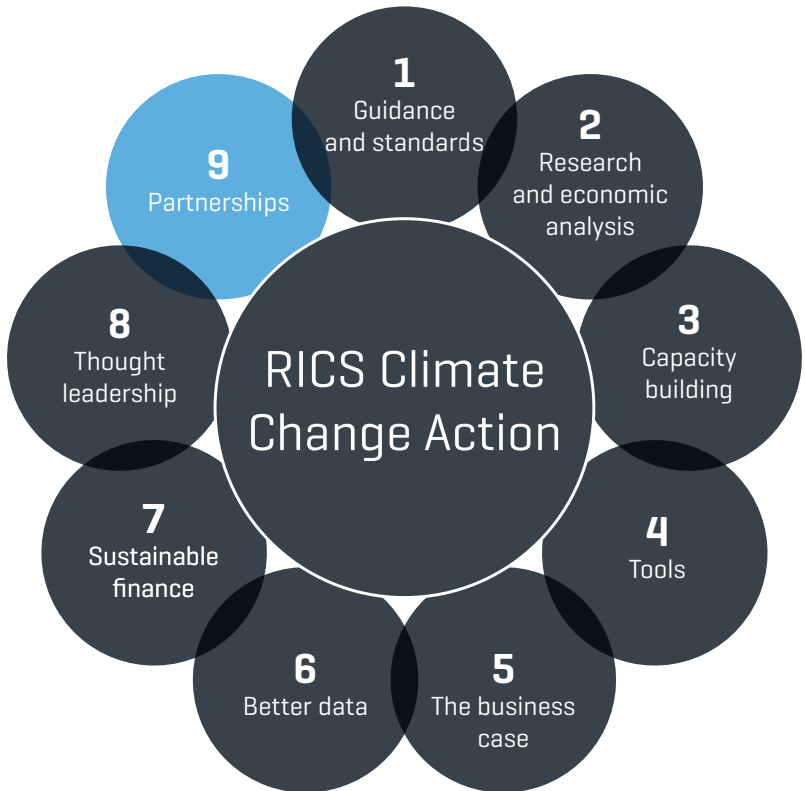 RICS Climate
Change Action
1
Guidance
and standards
2
Research
and economic
analysis
3
Capacity
building
4
Tools
5
The business
case
6
Better data
7
Sustainable
finance
8
Thought
leadership
9
Partnerships